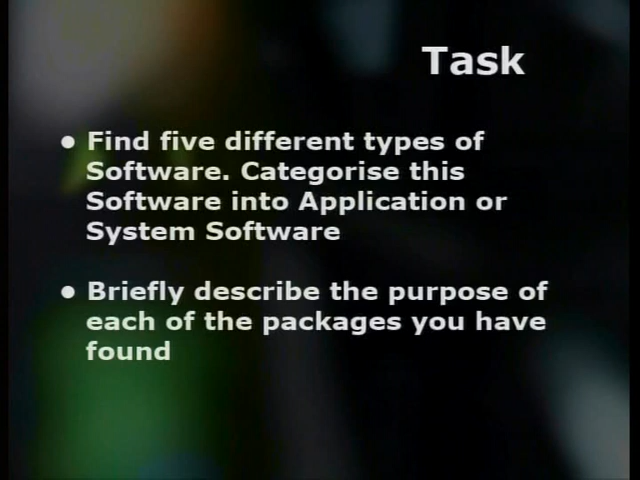 Task
• Find five different types of
Software. Categorise this
Software into Application or
System Software
• Briefly describe the purpose of
each of the packages you have
found